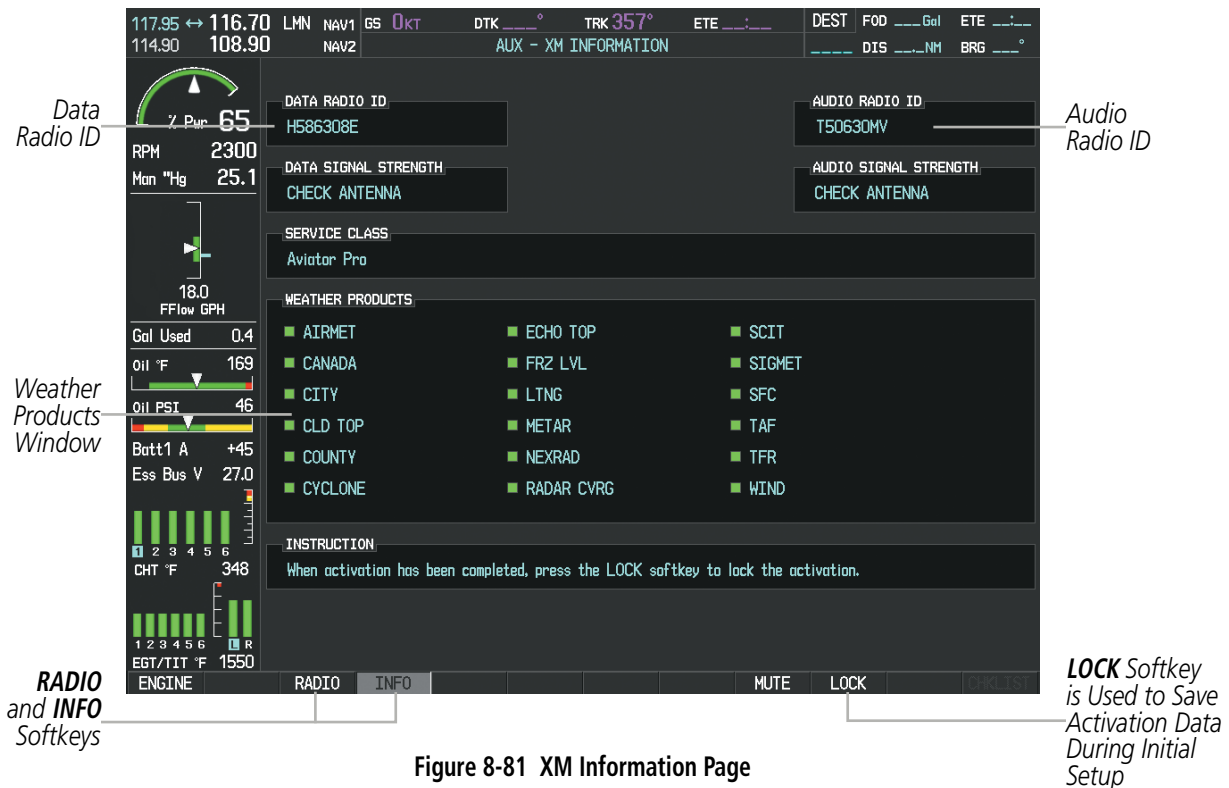 117.95 ↔ 116.70 LMN NAV1 GS 0KT DTK ___° TRK 357° ETE __:__ DEST FOD ___Gal ETE __:__
114.90 108.90 NAV2 AUX - XM INFORMATION ____ DIS __._NM BRG ___°
Data
Radio ID
% Pwr 65
RPM 2300
Man "Hg 25.1
18.0
FFlow GPH
Gal Used 0.4
Oil °F 169
Oil PSI 46
Batt1 A +45
Ess Bus V 27.0
1 2 3 4 5 6
CHT °F 348
1 2 3 4 5 6 L R
EGT/TIT °F 1550
DATA RADIO ID
H586308E
AUDIO RADIO ID
T50630MV
Audio
Radio ID
DATA SIGNAL STRENGTH
CHECK ANTENNA
AUDIO SIGNAL STRENGTH
CHECK ANTENNA
SERVICE CLASS
Aviator Pro
Weather
Products
Window
WEATHER PRODUCTS
AIRMET ECHO TOP SCIT
CANADA FRZ LVL SIGMET
CITY LTNG SFC
CLD TOP METAR TAF
COUNTY NEXRAD TFR
CYCLONE RADAR CVRG WIND
INSTRUCTION
When activation has been completed, press the LOCK softkey to lock the activation.
ENGINE RADIO INFO MUTE LOCK CHKLIST
RADIO
and INFO
Softkeys
LOCK Softkey
is Used to Save
Activation Data
During Initial
Setup
Figure 8-81 XM Information Page